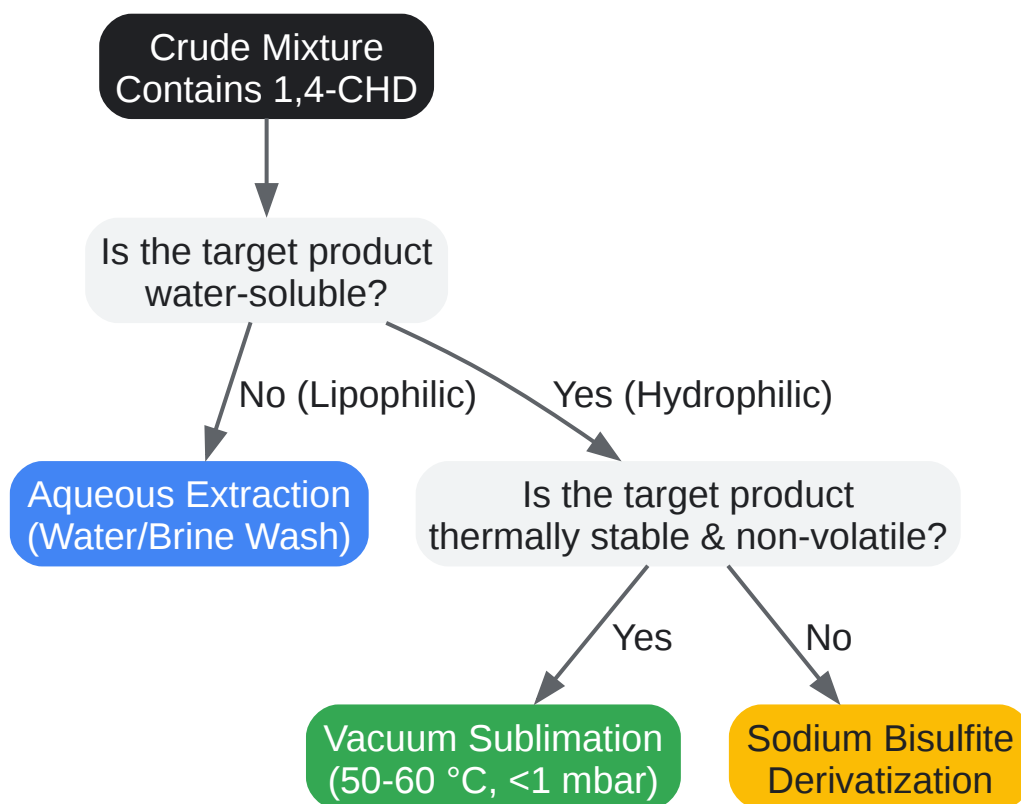 Crude Mixture
Contains 1,4-CHD
Is the target product
water-soluble?
No (Lipophilic)
Yes (Hydrophilic)
Aqueous Extraction
(Water/Brine Wash)
Is the target product
thermally stable & non-volatile?
Yes
No
Vacuum Sublimation
(50-60 °C, <1 mbar)
Sodium Bisulfite
Derivatization